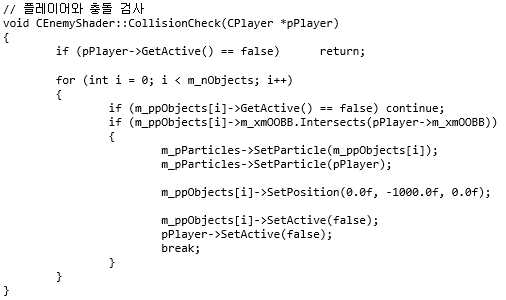 // 플레이어와 충돌 검사
void CEnemyShader::CollisionCheck(CPlayer *pPlayer)
{
        if (pPlayer->GetActive() == false)      return;

        for (int i = 0; i < m_nObjects; i++)
        {
                if (m_ppObjects[i]->GetActive() == false) continue;
                if (m_ppObjects[i]->m_xmOOBB.Intersects(pPlayer->m_xmOOBB))
                {
                        m_pParticles->SetParticle(m_ppObjects[i]);
                        m_pParticles->SetParticle(pPlayer);

                        m_ppObjects[i]->SetPosition(0.0f, -1000.0f, 0.0f);

                        m_ppObjects[i]->SetActive(false);
                        pPlayer->SetActive(false);
                        break;
                }
        }
}